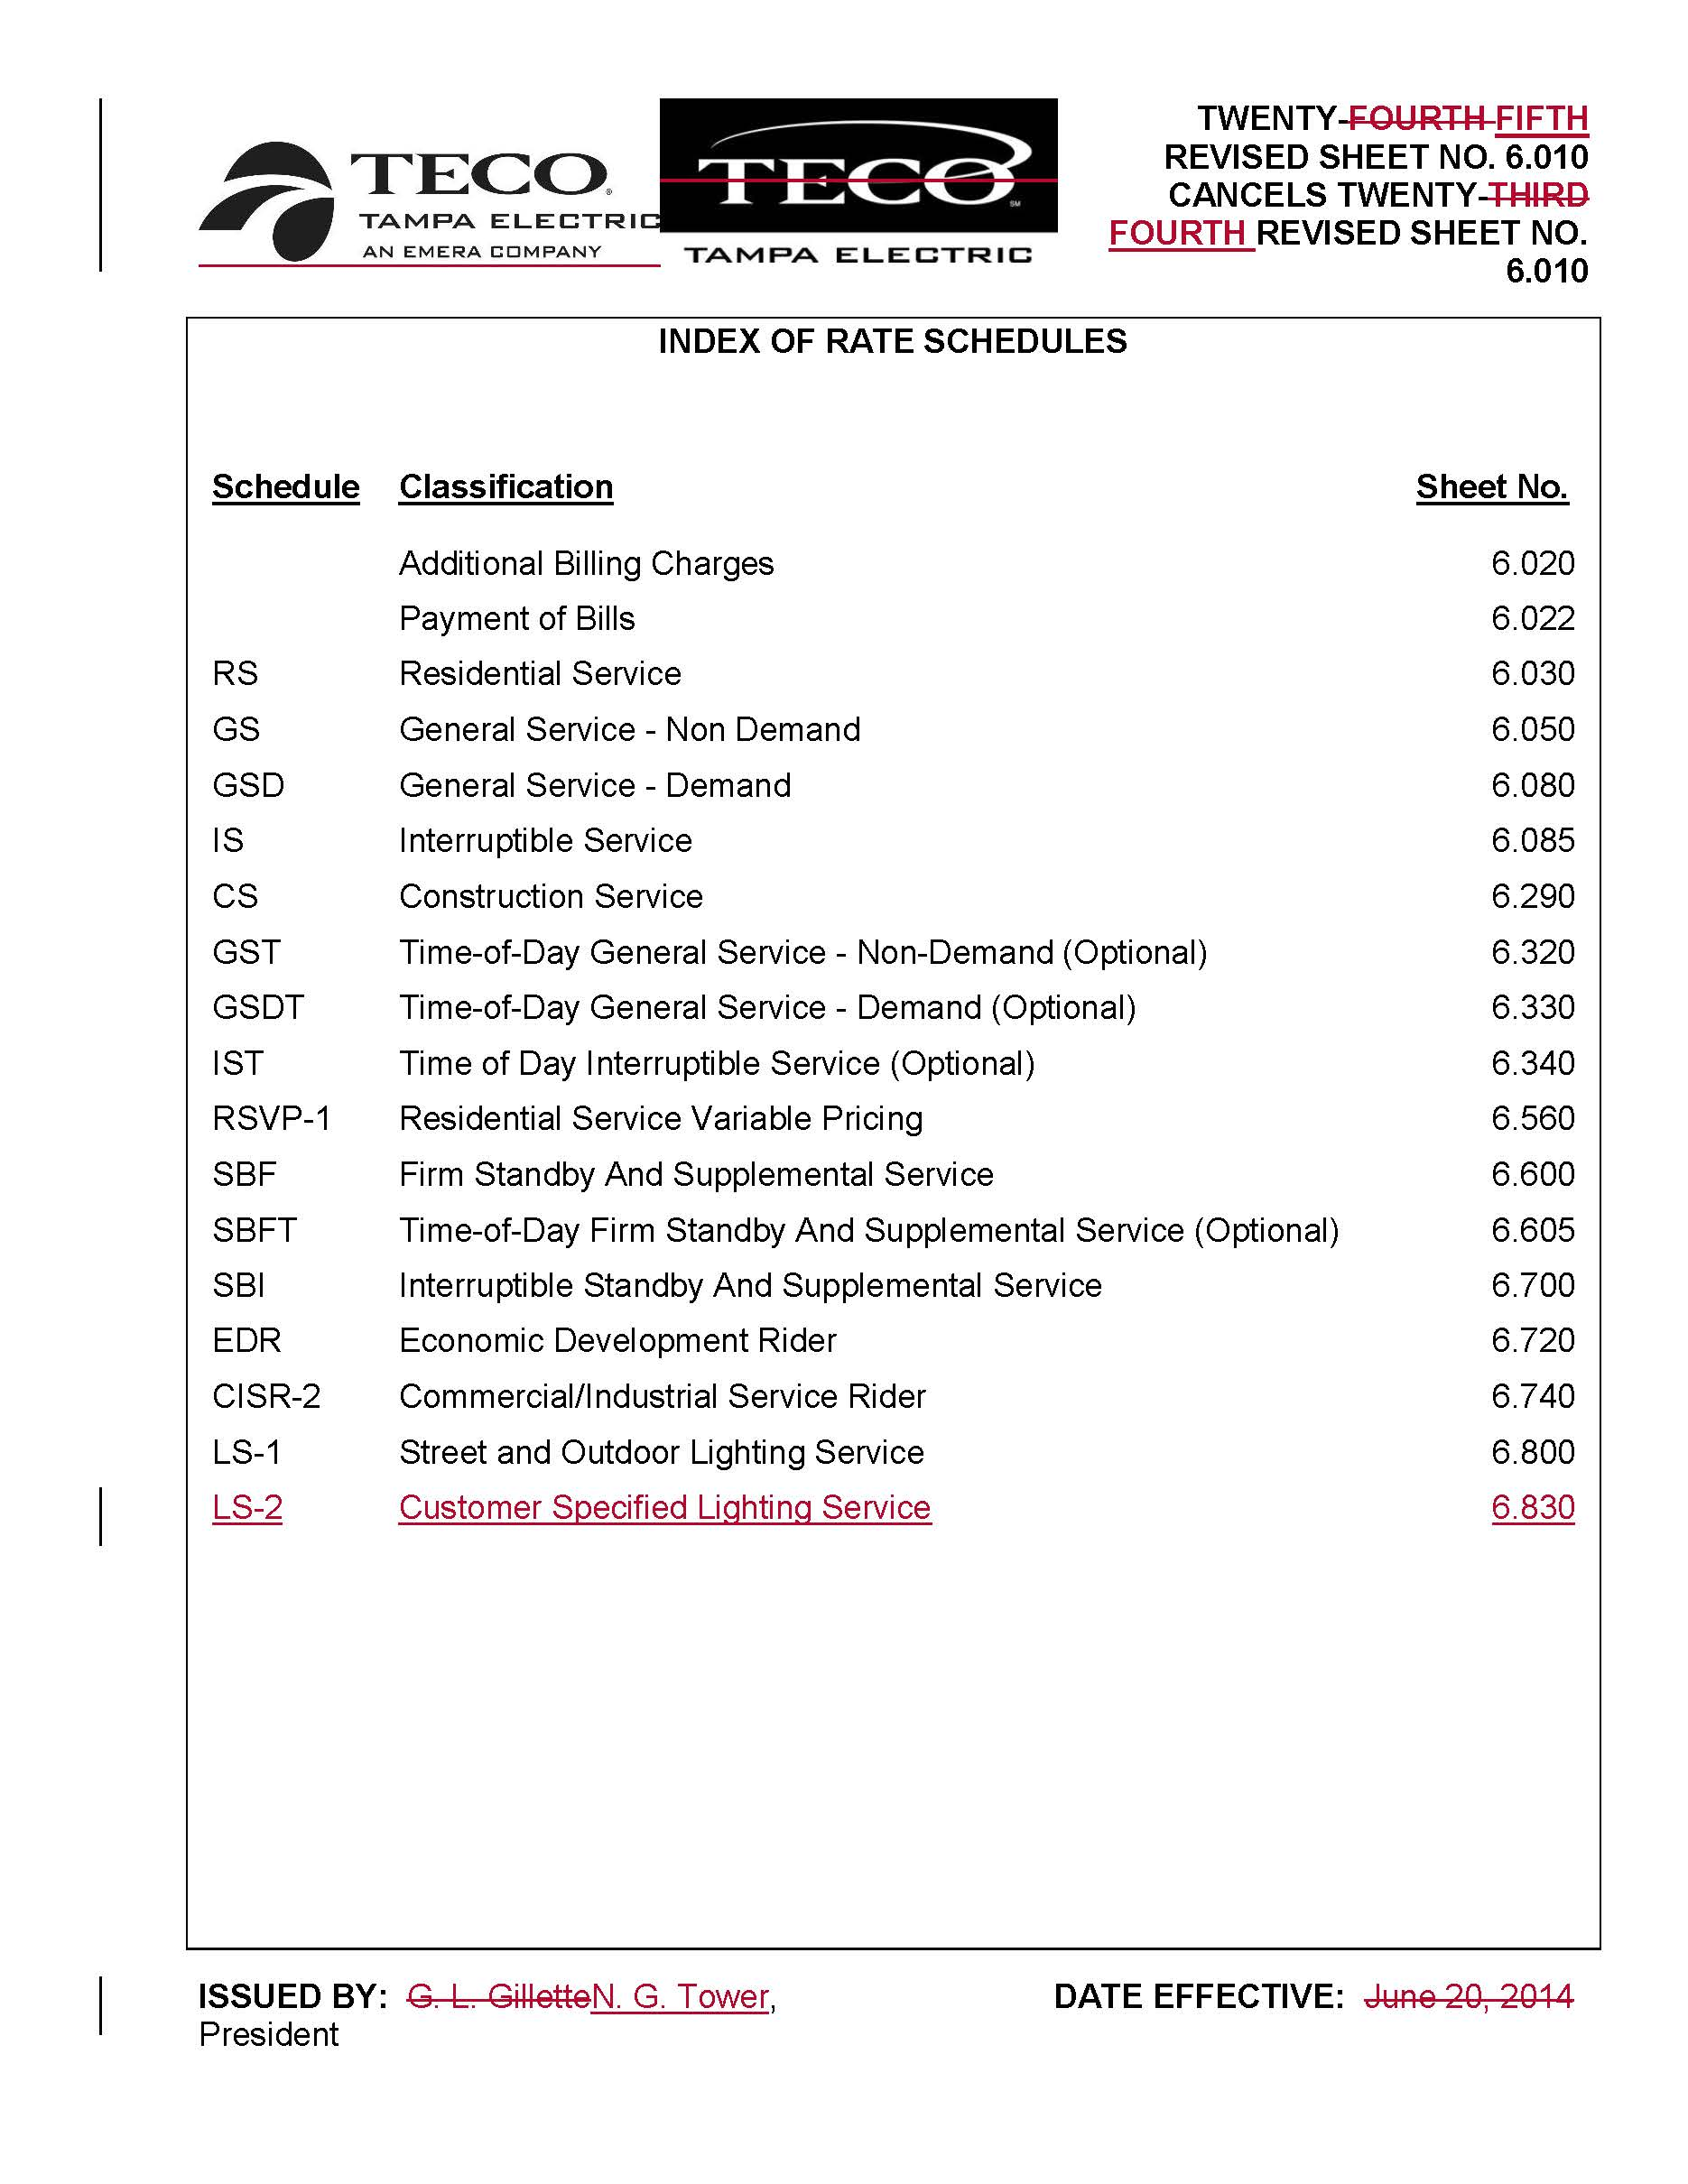 TECO®
TAMPA ELECTRIC
AN EMERA COMPANY
TECO SM
TAMPA ELECTRIC
TWENTY-FOURTH FIFTH
REVISED SHEET NO. 6.010
CANCELS TWENTY-THIRD
FOURTH REVISED SHEET NO.
6.010
INDEX OF RATE SCHEDULES
Schedule Classification Sheet No.
Additional Billing Charges 6.020
Payment of Bills 6.022
RS Residential Service 6.030
GS General Service - Non Demand 6.050
GSD General Service - Demand 6.080
IS Interruptible Service 6.085
CS Construction Service 6.290
GST Time-of-Day General Service - Non-Demand (Optional) 6.320
GSDT Time-of-Day General Service - Demand (Optional) 6.330
IST Time of Day Interruptible Service (Optional) 6.340
RSVP-1 Residential Service Variable Pricing 6.560
SBF Firm Standby And Supplemental Service 6.600
SBFT Time-of-Day Firm Standby And Supplemental Service (Optional) 6.605
SBI Interruptible Standby And Supplemental Service 6.700
EDR Economic Development Rider 6.720
CISR-2 Commercial/Industrial Service Rider 6.740
LS-1 Street and Outdoor Lighting Service 6.800
LS-2 Customer Specified Lighting Service 6.830
ISSUED BY: G. L. GilletteN. G. Tower, DATE EFFECTIVE: June 20, 2014
President